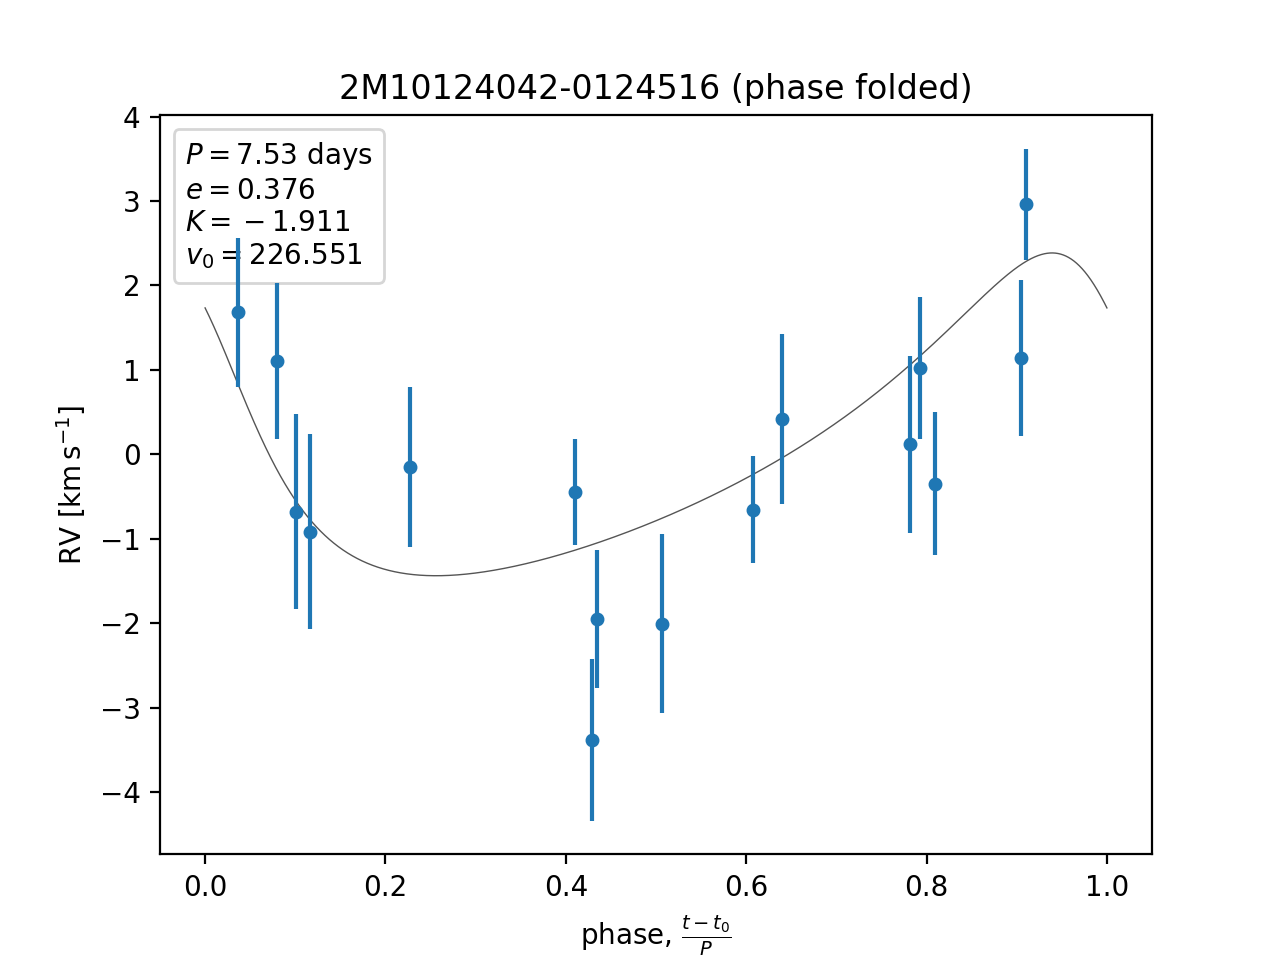 2M10124042-0124516 (phase folded)
P = 7.53 days
e = 0.376
K = −1.911
v₀ = 226.551
4
3
2
1
0
−1
−2
−3
−4
RV [km s⁻¹]
0.0 0.2 0.4 0.6 0.8 1.0
phase, (t − t₀)/P